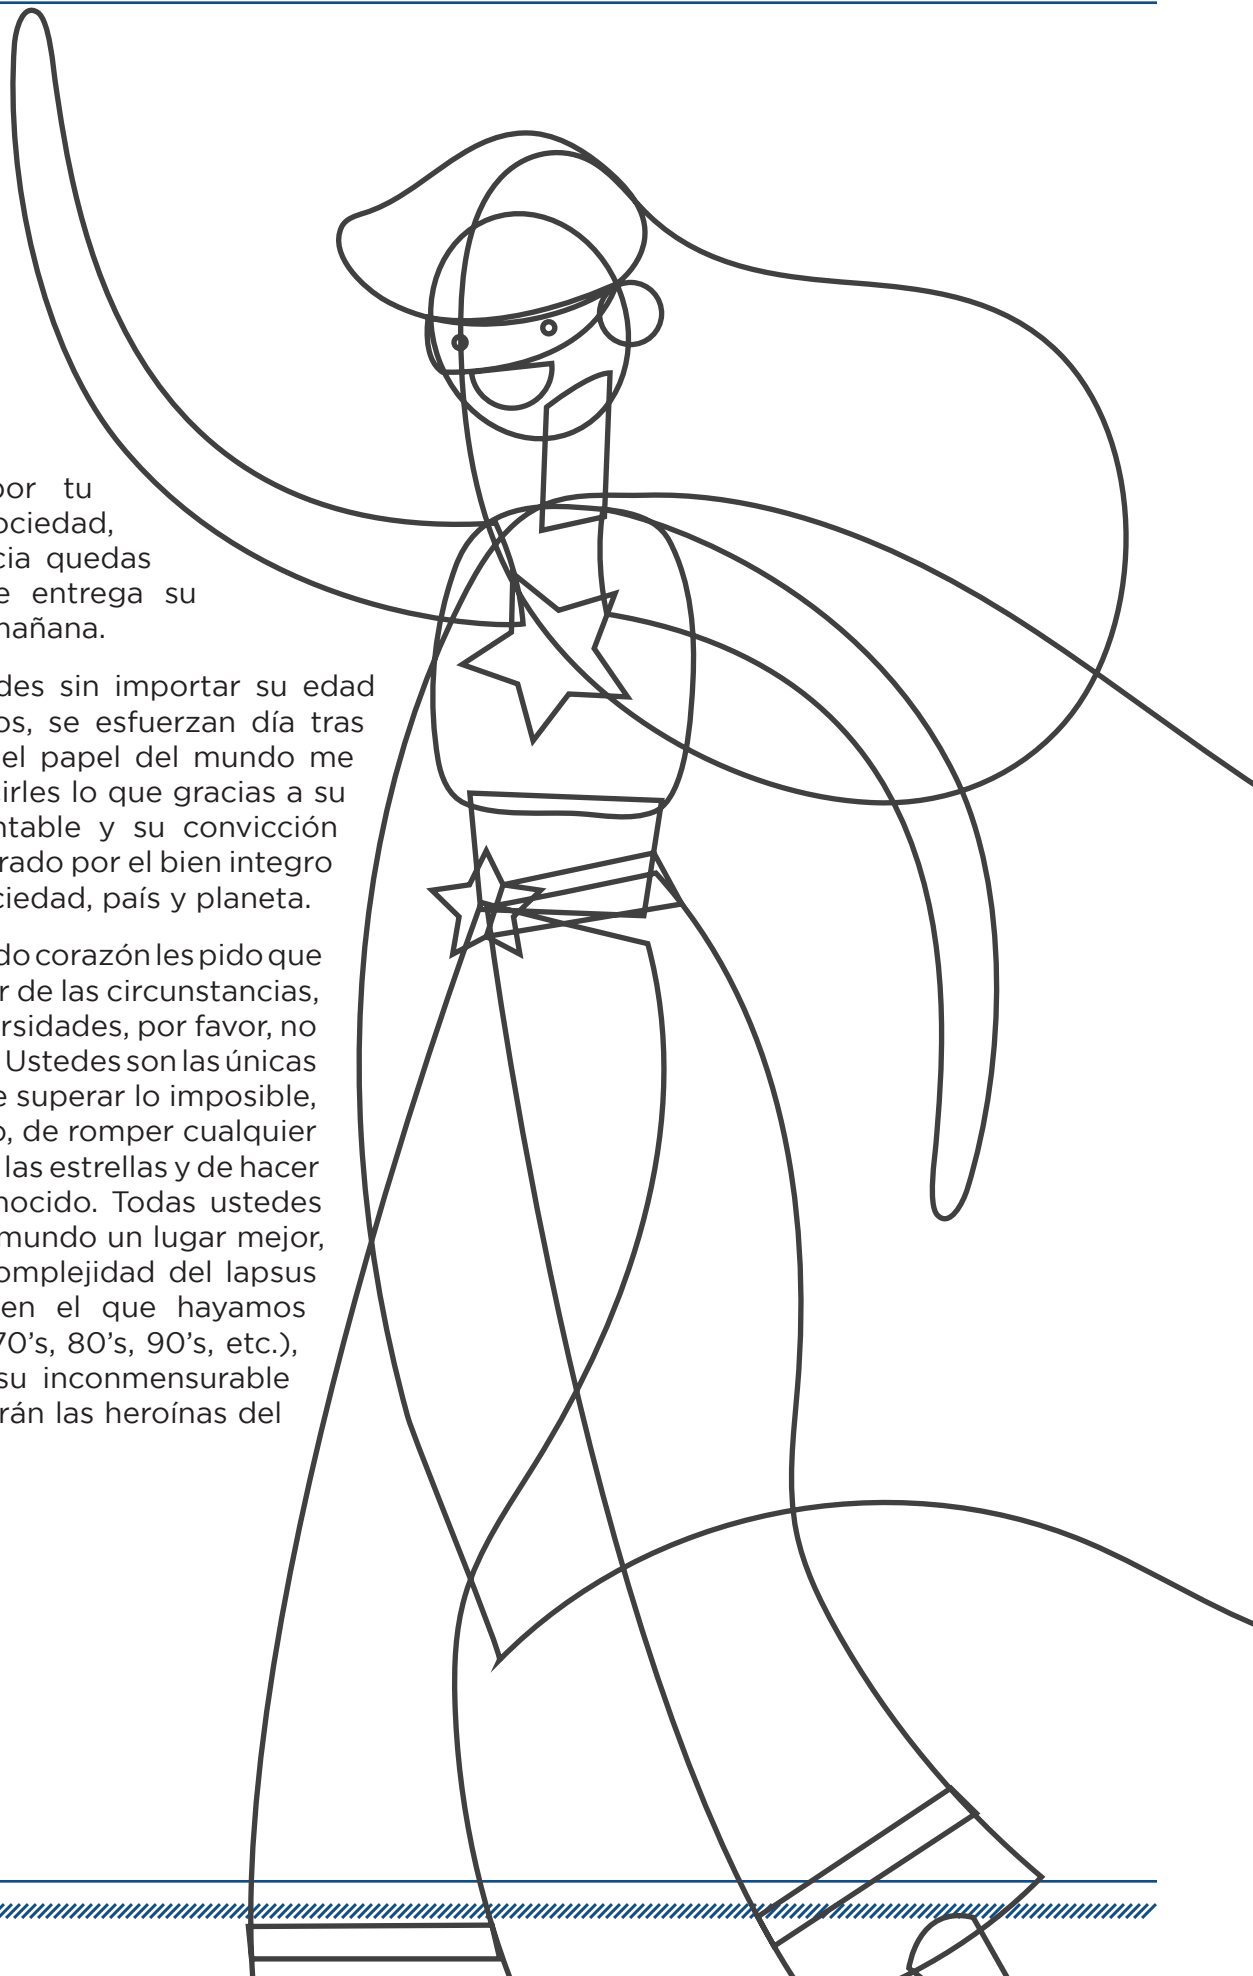 por tu
ociedad,
cia quedas
e entrega su
mañana.
des sin importar su edad
os, se esfuerzan día tras
el papel del mundo me
irles lo que gracias a su
ntable y su convicción
rado por el bien integro
ciedad, país y planeta.
do corazón les pido que
r de las circunstancias,
rsidades, por favor, no
Ustedes son las únicas
e superar lo imposible,
o, de romper cualquier
las estrellas y de hacer
nocido. Todas ustedes
mundo un lugar mejor,
omplejidad del lapsus
en el que hayamos
70’s, 80’s, 90’s, etc.),
su inconmensurable
rán las heroínas del